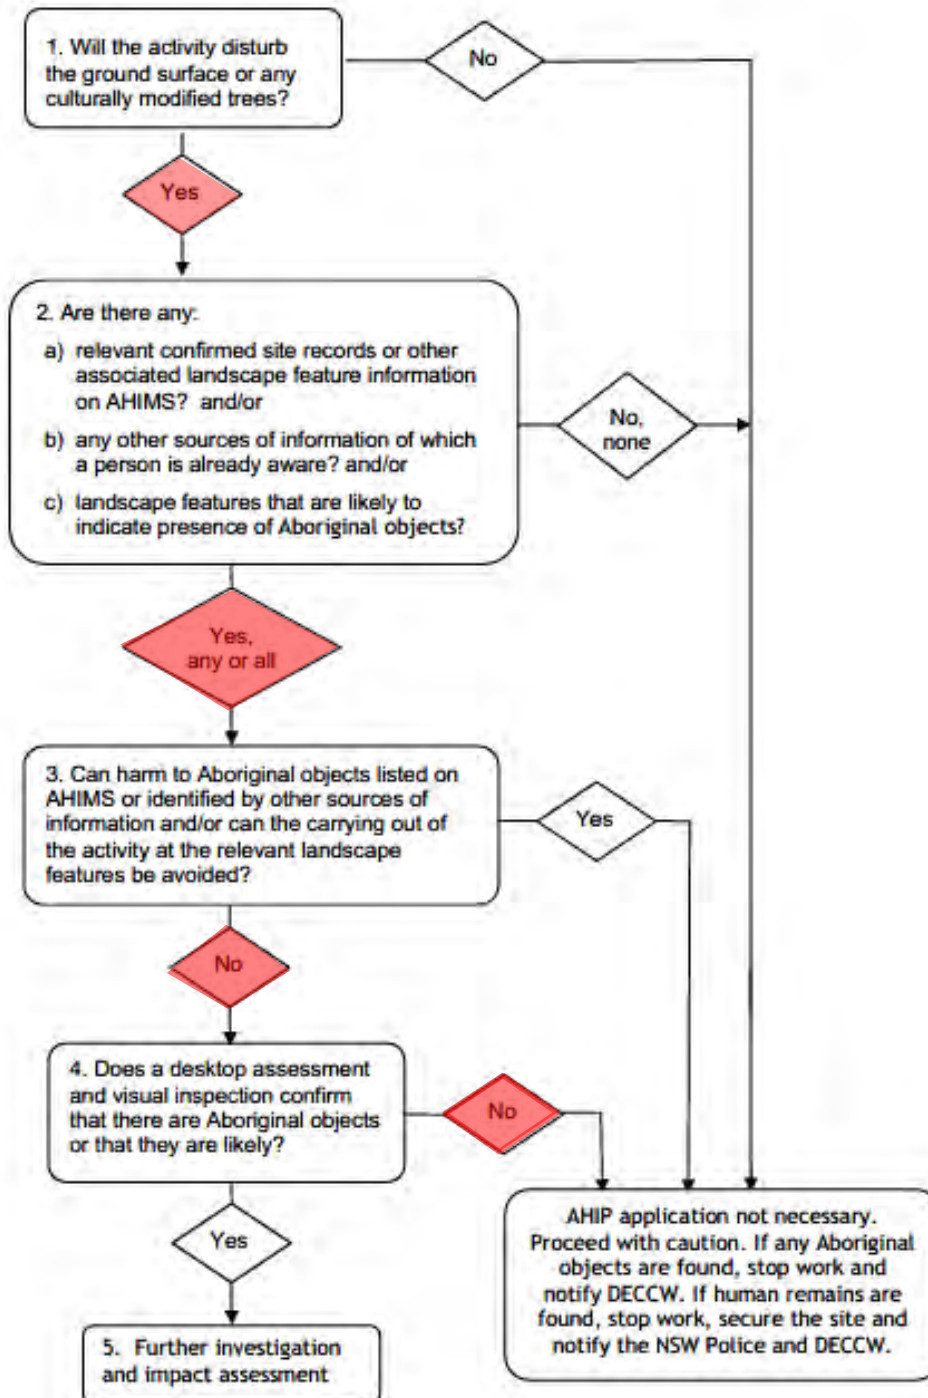 1. Will the activity disturb
the ground surface or any
culturally modified trees?
No
Yes
2. Are there any:
a) relevant confirmed site records or other
associated landscape feature information
on AHIMS? and/or
b) any other sources of information of which
a person is already aware? and/or
c) landscape features that are likely to
indicate presence of Aboriginal objects?
No,
none
Yes,
any or all
3. Can harm to Aboriginal objects listed on
AHIMS or identified by other sources of
information and/or can the carrying out of
the activity at the relevant landscape
features be avoided?
Yes
No
4. Does a desktop assessment
and visual inspection confirm
that there are Aboriginal objects
or that they are likely?
No
Yes
AHIP application not necessary.
Proceed with caution. If any Aboriginal
objects are found, stop work and
notify DECCW. If human remains are
found, stop work, secure the site and
notify the NSW Police and DECCW.
5. Further investigation
and impact assessment